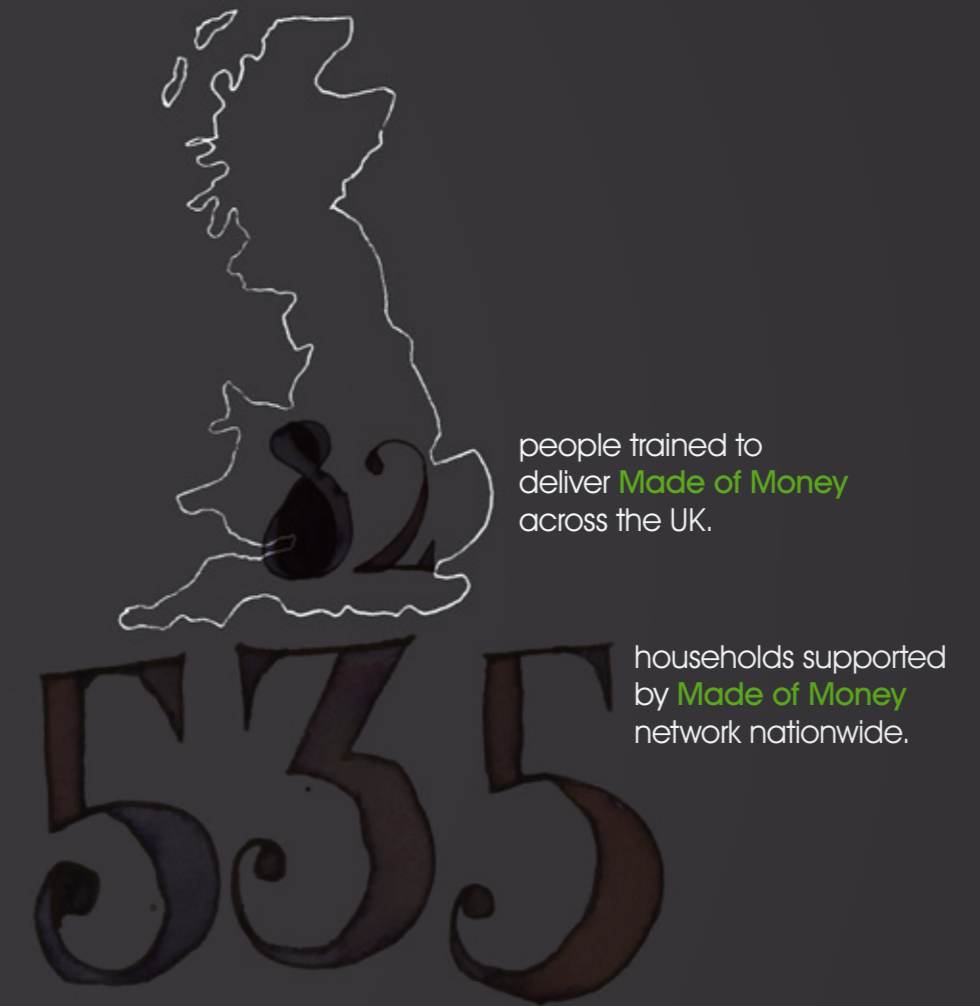 82
people trained to
deliver Made of Money
across the UK.
535
households supported
by Made of Money
network nationwide.